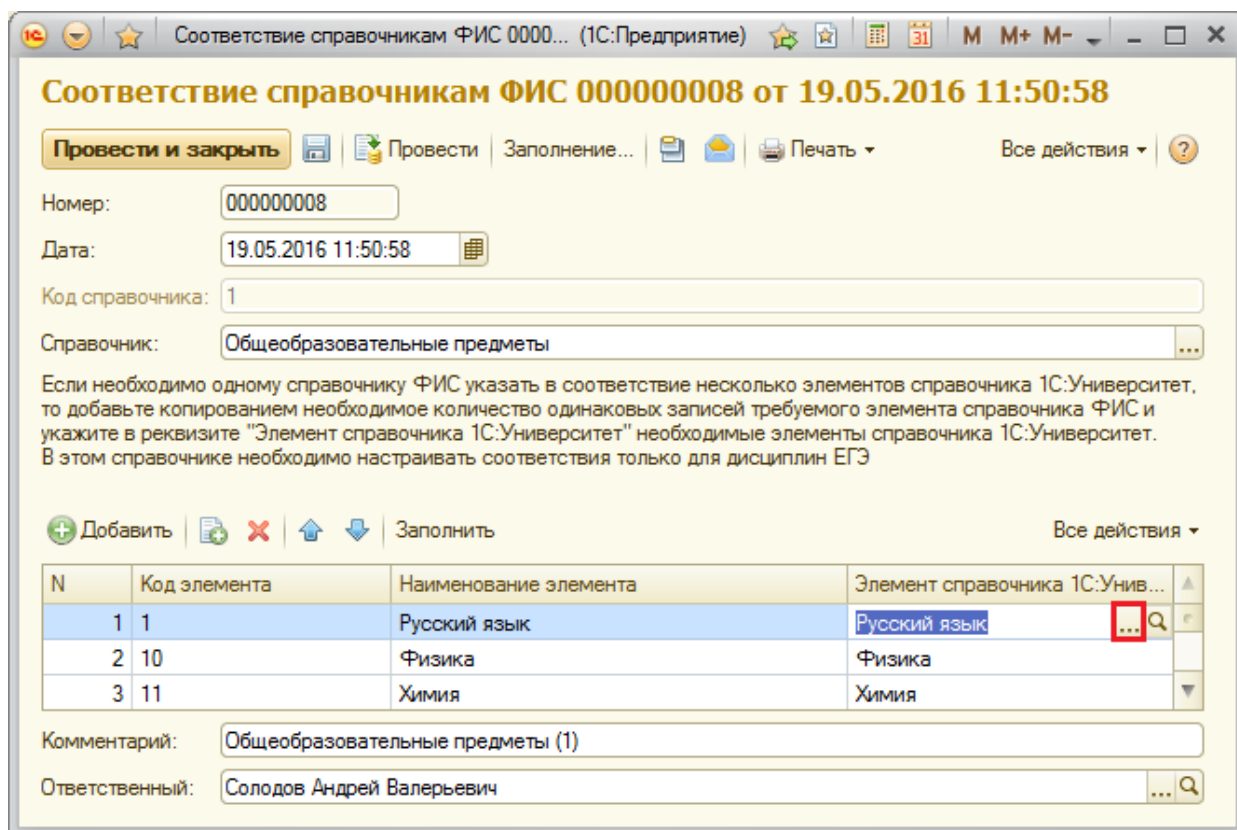 1С Соответствие справочникам ФИС 0000... (1С:Предприятие) 31 M M+ M-
Соответствие справочникам ФИС 000000008 от 19.05.2016 11:50:58
Провести и закрыть Провести Заполнение... Печать Все действия ?
Номер: 000000008
Дата: 19.05.2016 11:50:58
Код справочника: 1
Справочник: Общеобразовательные предметы ...
Если необходимо одному справочнику ФИС указать в соответствие несколько элементов справочника 1С:Университет,
то добавьте копированием необходимое количество одинаковых записей требуемого элемента справочника ФИС и
укажите в реквизите "Элемент справочника 1С:Университет" необходимые элементы справочника 1С:Университет.
В этом справочнике необходимо настраивать соответствия только для дисциплин ЕГЭ
Добавить Заполнить Все действия
N Код элемента Наименование элемента Элемент справочника 1С:Унив...
1 1 Русский язык Русский язык ...
2 10 Физика Физика
3 11 Химия Химия
Комментарий: Общеобразовательные предметы (1)
Ответственный: Солодов Андрей Валерьевич ...